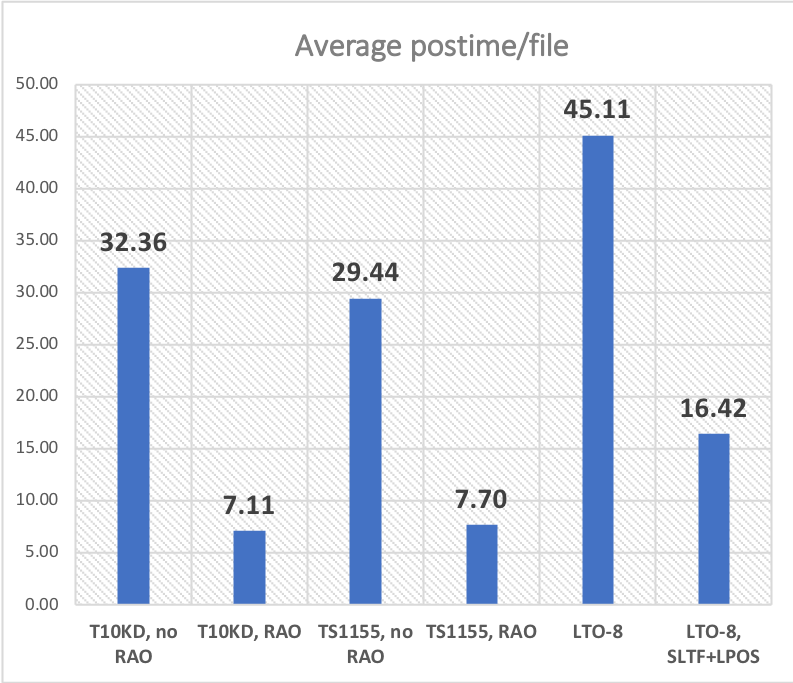 Average postime/file
50.00
45.00
40.00
35.00
30.00
25.00
20.00
15.00
10.00
5.00
0.00
32.36
7.11
29.44
7.70
45.11
16.42
T10KD, no RAO
T10KD, RAO
TS1155, no RAO
TS1155, RAO
LTO-8
LTO-8, SLTF+LPOS